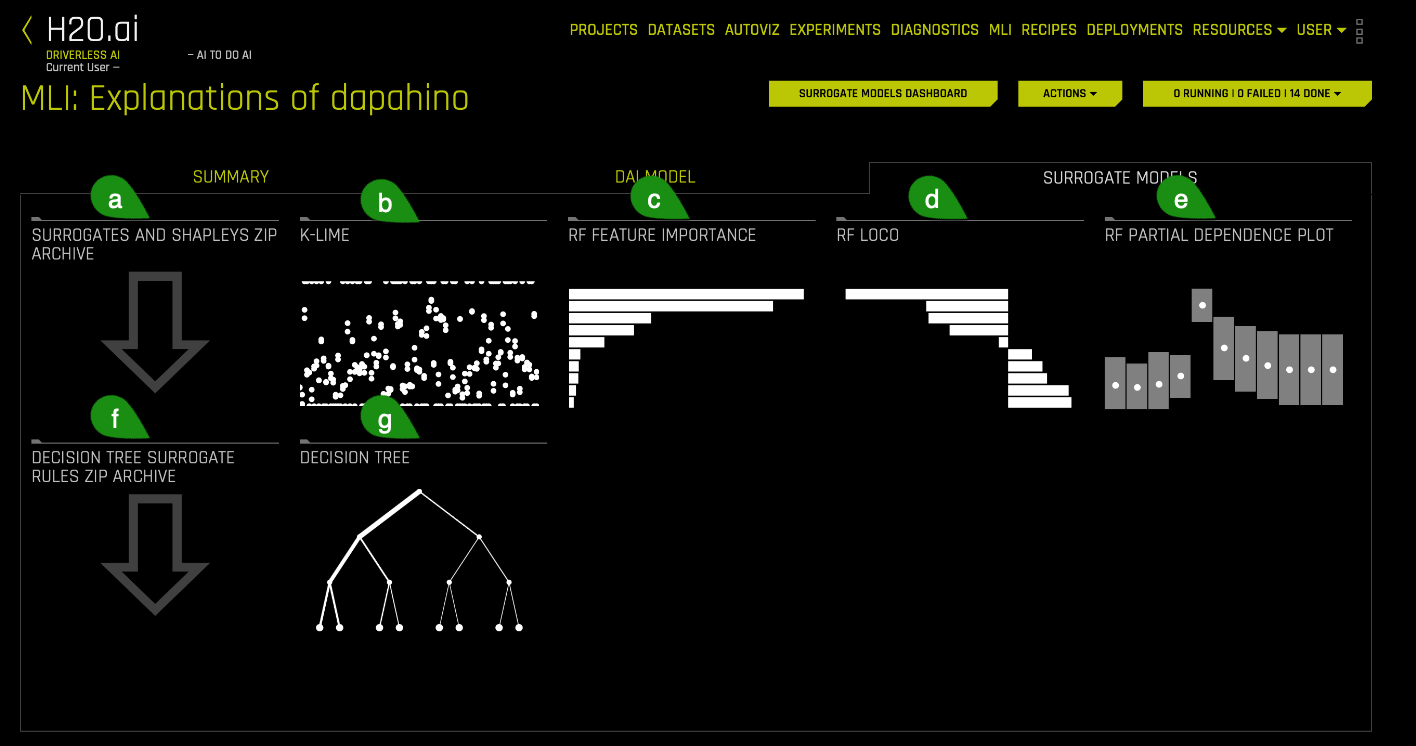 H2O.ai
DRIVERLESS AI — AI TO DO AI
Current User —
PROJECTS DATASETS AUTOVIZ EXPERIMENTS DIAGNOSTICS MLI RECIPES DEPLOYMENTS RESOURCES USER
MLI: Explanations of dapahino
SURROGATE MODELS DASHBOARD
ACTIONS
0 RUNNING | 0 FAILED | 14 DONE
SUMMARY
DAI MODEL
SURROGATE MODELS
a
SURROGATES AND SHAPLEYS ZIP
ARCHIVE
b
K-LIME
c
RF FEATURE IMPORTANCE
d
RF LOCO
e
RF PARTIAL DEPENDENCE PLOT
f
DECISION TREE SURROGATE
RULES ZIP ARCHIVE
g
DECISION TREE